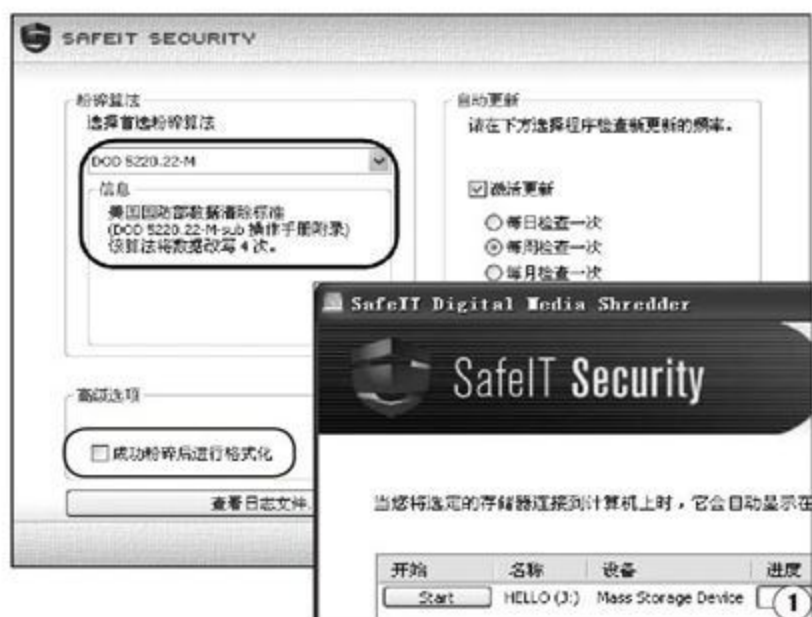 SAFEIT SECURITY
粉碎算法
选择首选粉碎算法
DOD 5220.22-M
信息
美国国防部数据清除标准
(DOD 5220.22-M-sub 操作手册附录)
该算法将数据改写 4 次。
自动更新
请在下方选择程序检查新更新的频率。
激活更新
每日检查一次
每周检查一次
每月检查一次
高级选项
成功粉碎后进行格式化
查看日志文件
SafeIT Digital Media Shredder
SafeIT Security
当您将选定的存储器连接到计算机上时，它会自动显示在
开始 名称 设备 进度
Start HELLO (J:) Mass Storage Device
1